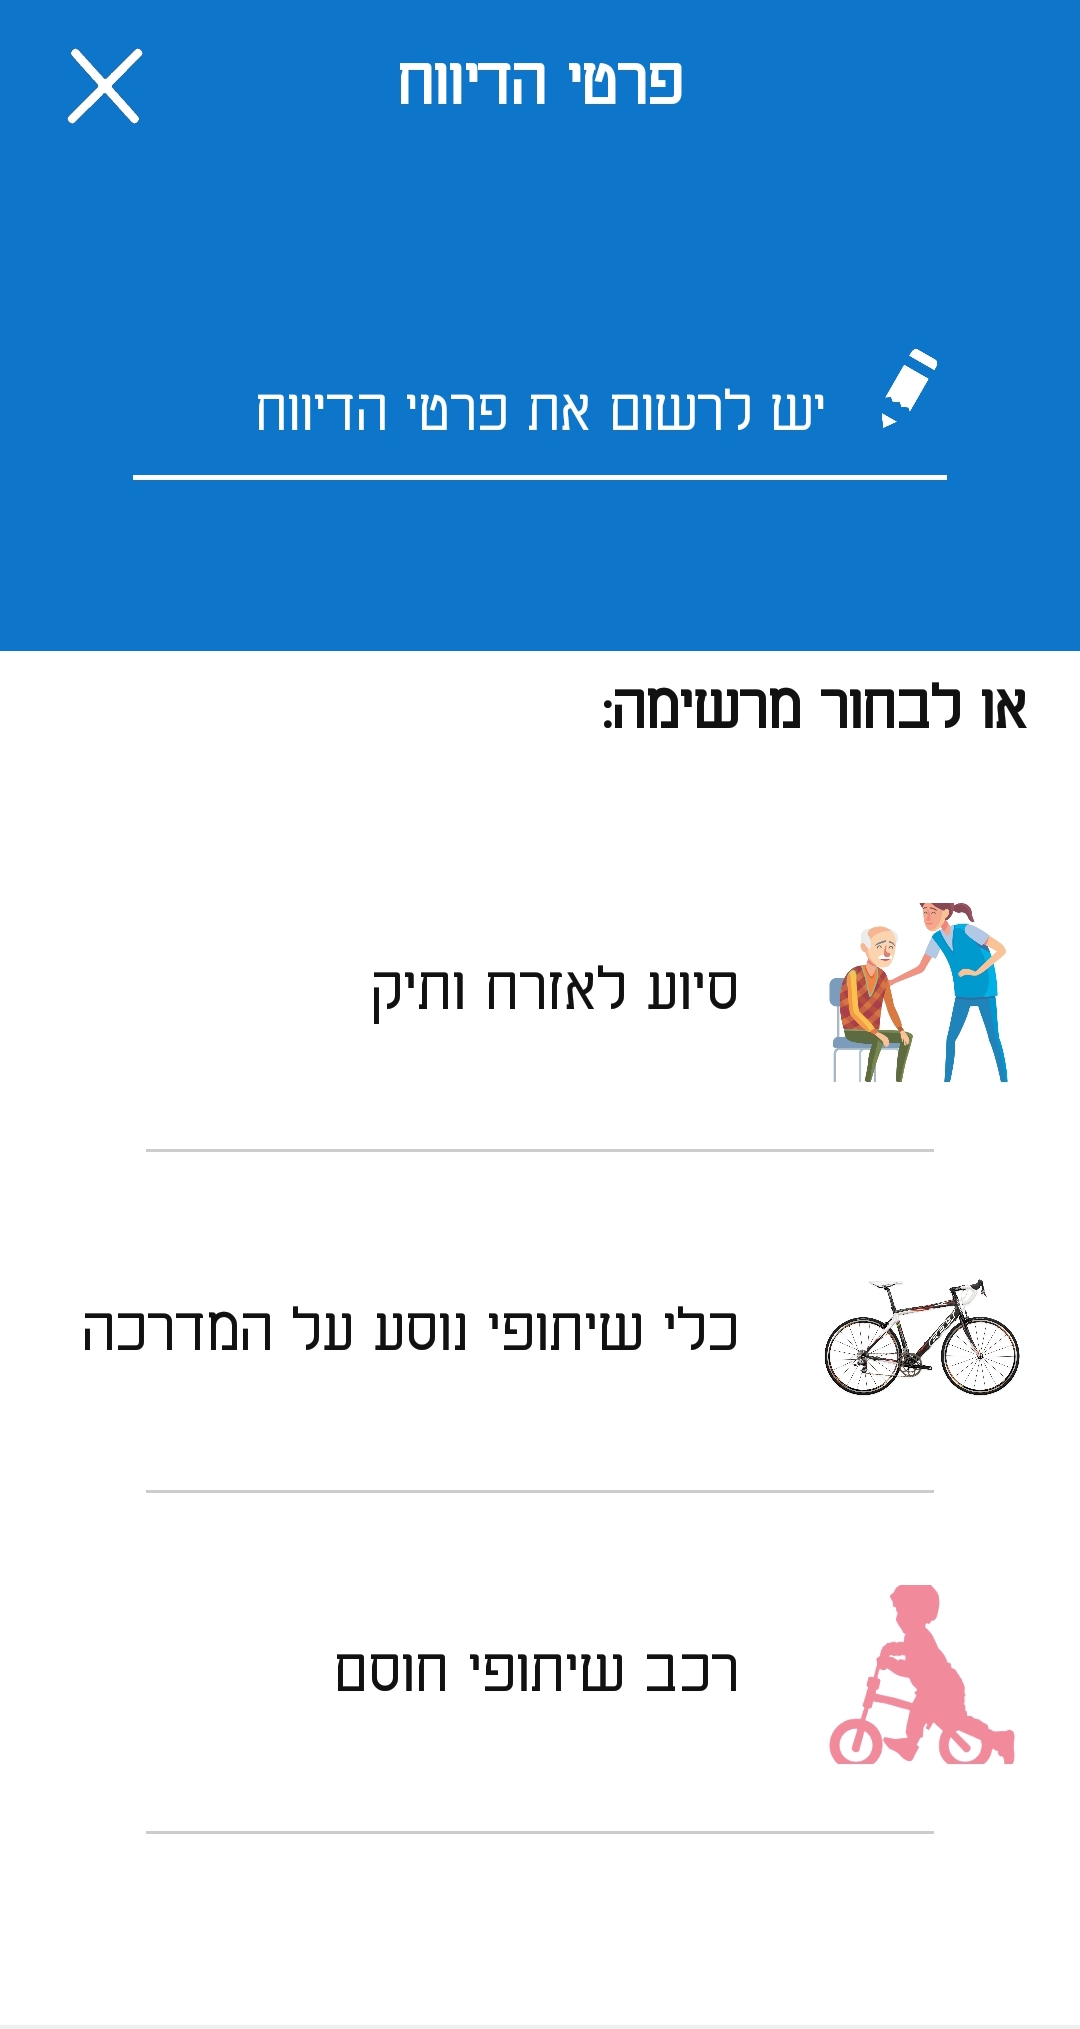 פרטי הדיווח
יש לרשום את פרטי הדיווח
או לבחור מרשימה:
סיוע לאזרח ותיק
כלי שיתופי נוסע על המדרכה
רכב שיתופי חוסם